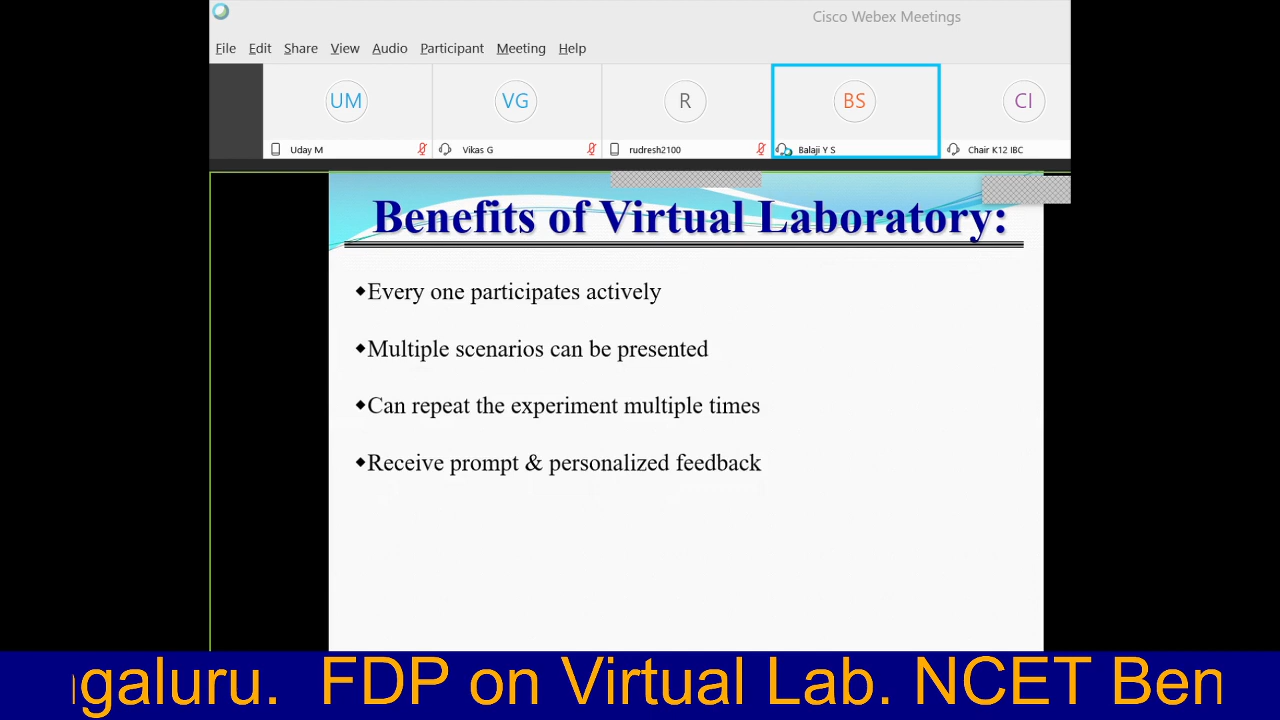 Cisco Webex Meetings
File Edit Share View Audio Participant Meeting Help
UM VG R BS CI
Uday M Vikas G rudresh2100 Balaji Y S Chair K12 IBC
Benefits of Virtual Laboratory:
◆Every one participates actively
◆Multiple scenarios can be presented
◆Can repeat the experiment multiple times
◆Receive prompt & personalized feedback
galuru. FDP on Virtual Lab. NCET Ben